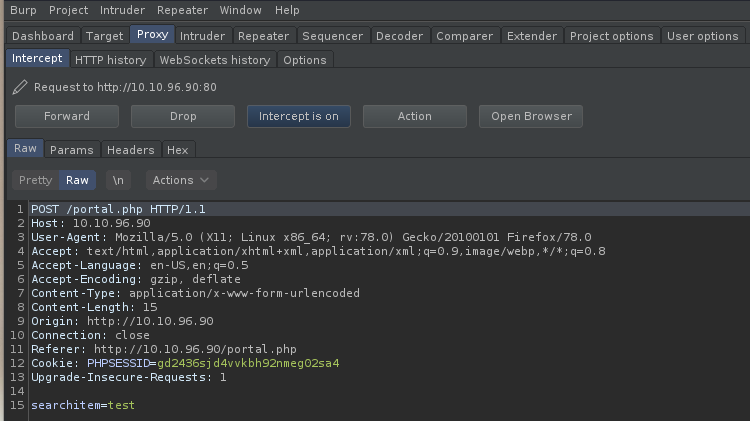 Burp Project Intruder Repeater Window Help
Dashboard Target Proxy Intruder Repeater Sequencer Decoder Comparer Extender Project options User options
Intercept HTTP history WebSockets history Options
Request to http://10.10.96.90:80
Forward Drop Intercept is on Action Open Browser
Raw Params Headers Hex
Pretty Raw \n Actions
1 POST /portal.php HTTP/1.1
2 Host: 10.10.96.90
3 User-Agent: Mozilla/5.0 (X11; Linux x86_64; rv:78.0) Gecko/20100101 Firefox/78.0
4 Accept: text/html,application/xhtml+xml,application/xml;q=0.9,image/webp,*/*;q=0.8
5 Accept-Language: en-US,en;q=0.5
6 Accept-Encoding: gzip, deflate
7 Content-Type: application/x-www-form-urlencoded
8 Content-Length: 15
9 Origin: http://10.10.96.90
10 Connection: close
11 Referer: http://10.10.96.90/portal.php
12 Cookie: PHPSESSID=gd2436sjd4vvkbh92nmeg02sa4
13 Upgrade-Insecure-Requests: 1
14
15 searchitem=test